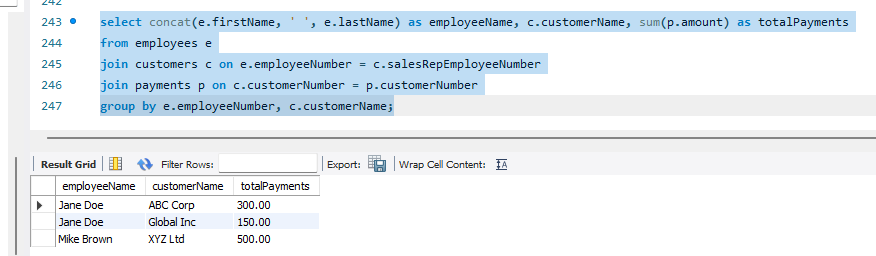 242
243 select concat(e.firstName, ' ', e.lastName) as employeeName, c.customerName, sum(p.amount) as totalPayments
244 from employees e
245 join customers c on e.employeeNumber = c.salesRepEmployeeNumber
246 join payments p on c.customerNumber = p.customerNumber
247 group by e.employeeNumber, c.customerName;
Result Grid Filter Rows: Export: Wrap Cell Content: IA
employeeName customerName totalPayments
Jane Doe ABC Corp 300.00
Jane Doe Global Inc 150.00
Mike Brown XYZ Ltd 500.00